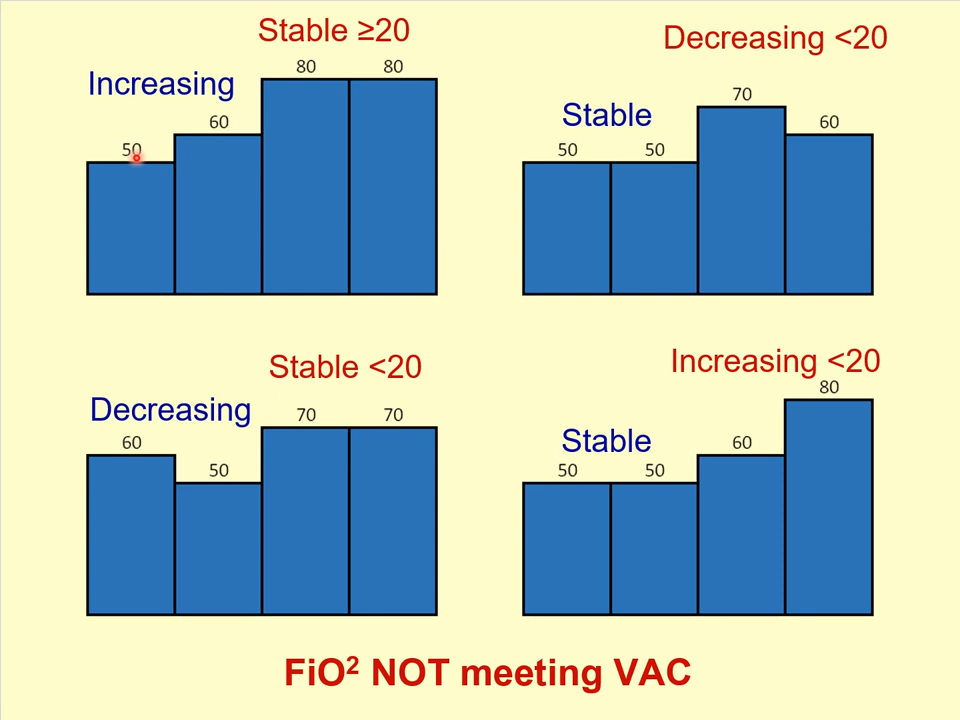 Stable ≥20
Increasing
80 80
60
50
Decreasing <20
Stable
70
60
50 50
Stable <20
Decreasing
70 70
60
50
Increasing <20
80
Stable
60
50 50
FiO² NOT meeting VAC